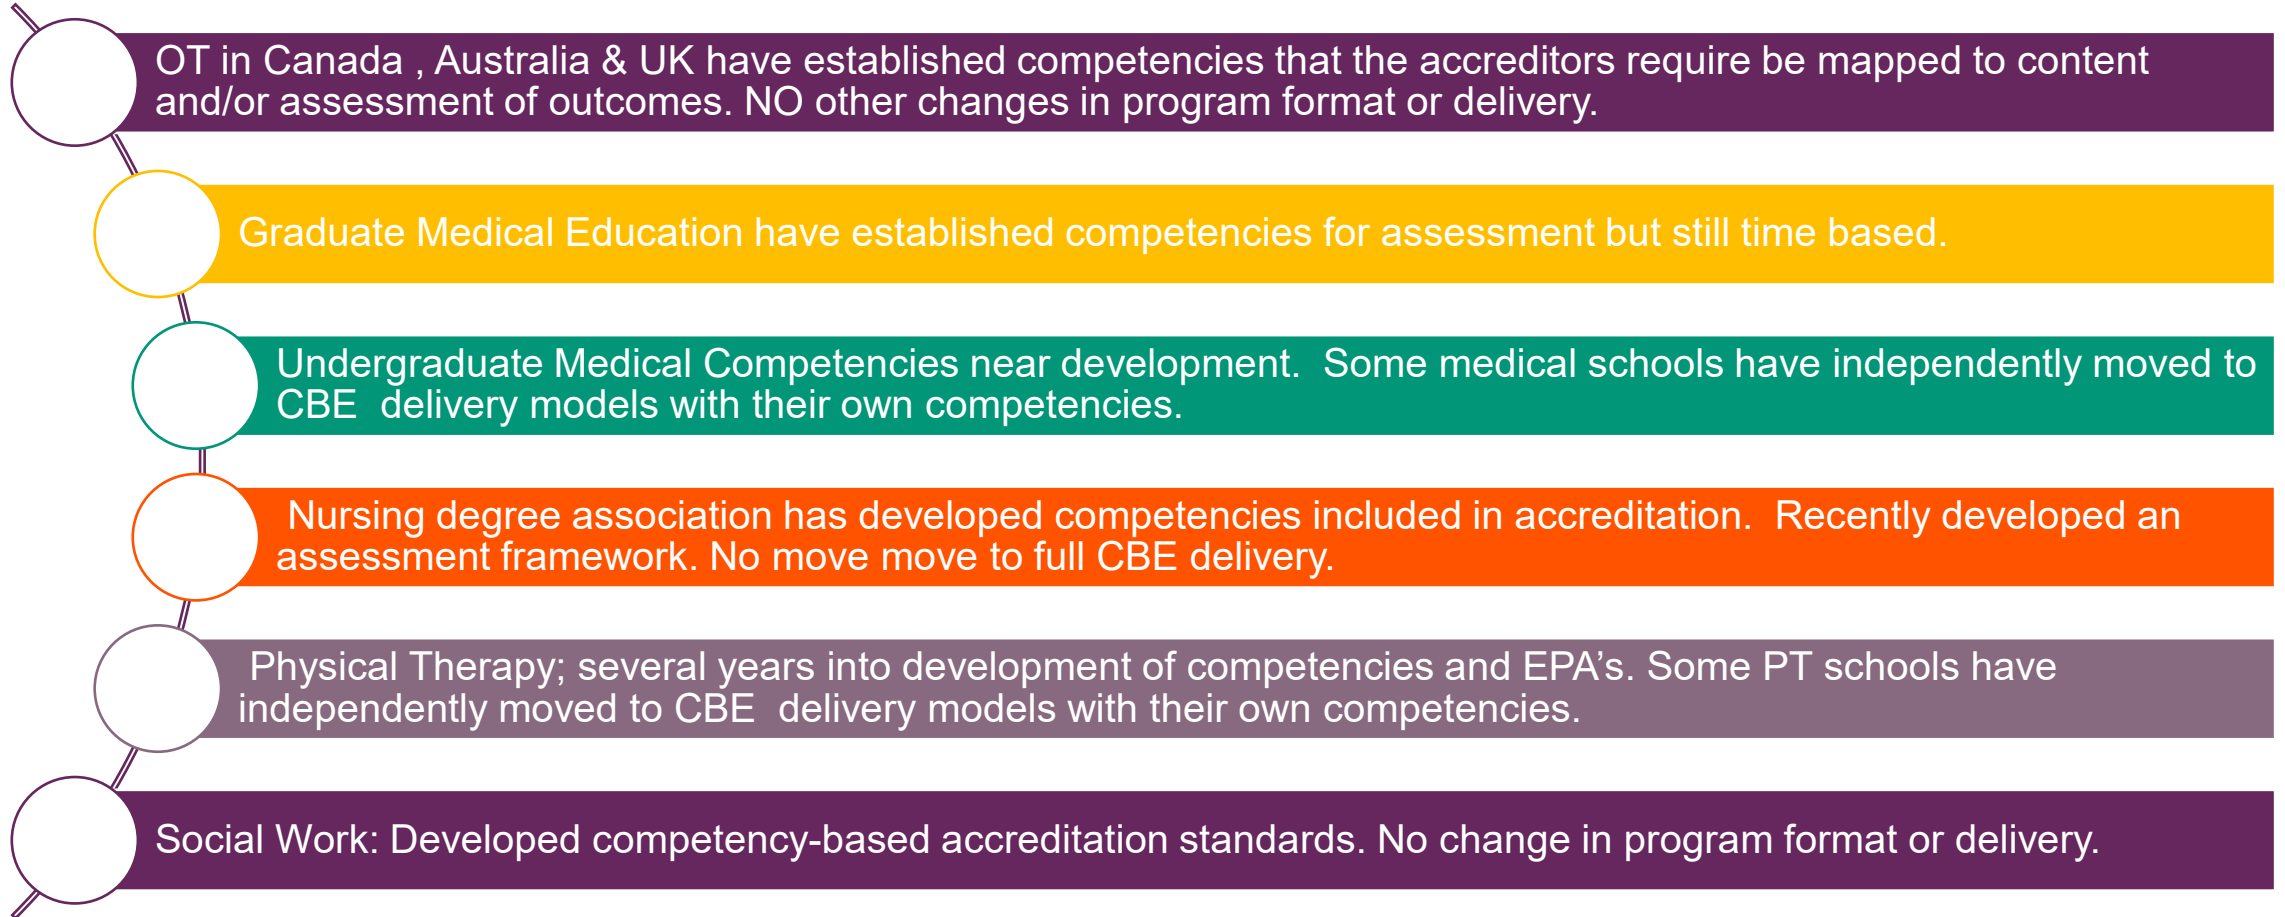 OT in Canada , Australia & UK have established competencies that the accreditors require be mapped to content
and/or assessment of outcomes. NO other changes in program format or delivery.
Graduate Medical Education have established competencies for assessment but still time based.
Undergraduate Medical Competencies near development.  Some medical schools have independently moved to
CBE  delivery models with their own competencies.
Nursing degree association has developed competencies included in accreditation.  Recently developed an
assessment framework. No move move to full CBE delivery.
Physical Therapy; several years into development of competencies and EPA’s. Some PT schools have
independently moved to CBE  delivery models with their own competencies.
Social Work: Developed competency-based accreditation standards. No change in program format or delivery.